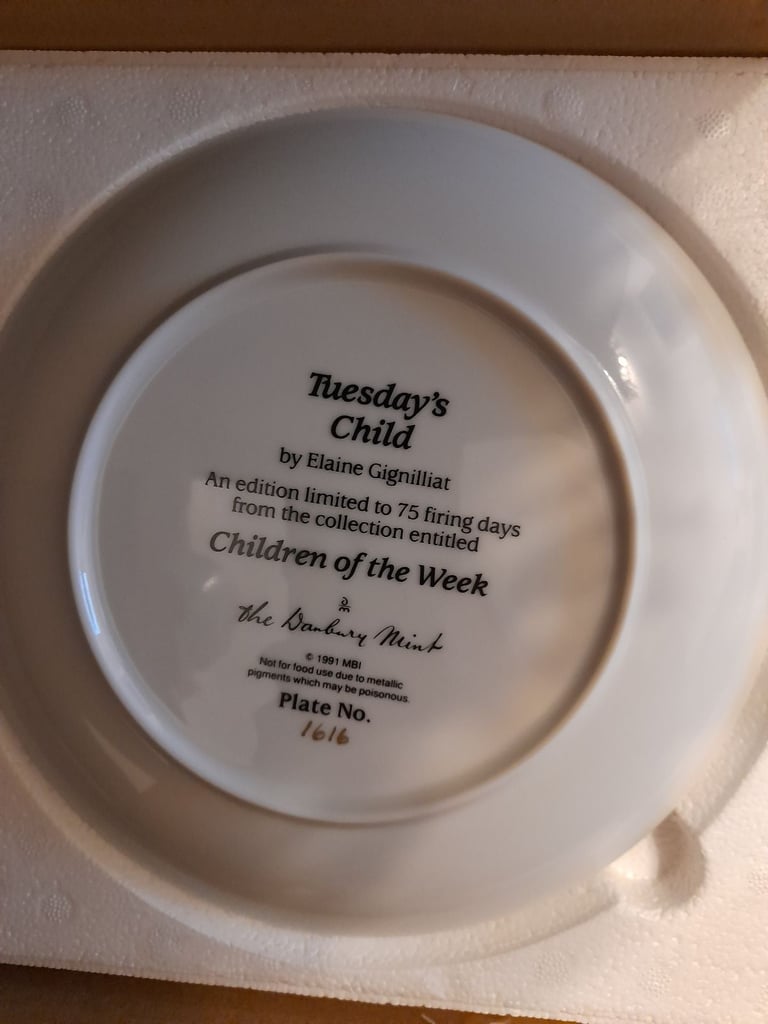 Tuesday's
Child
by Elaine Gignilliat
An edition limited to 75 firing days
from the collection entitled
Children of the Week
the Danbury Mint
© 1991 MBI
Not for food use due to metallic
pigments which may be poisonous.
Plate No.
1616